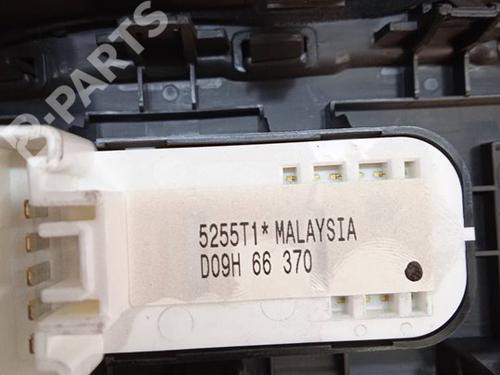 B-PARTS
5255T1* MALAYSIA
D09H 66 370